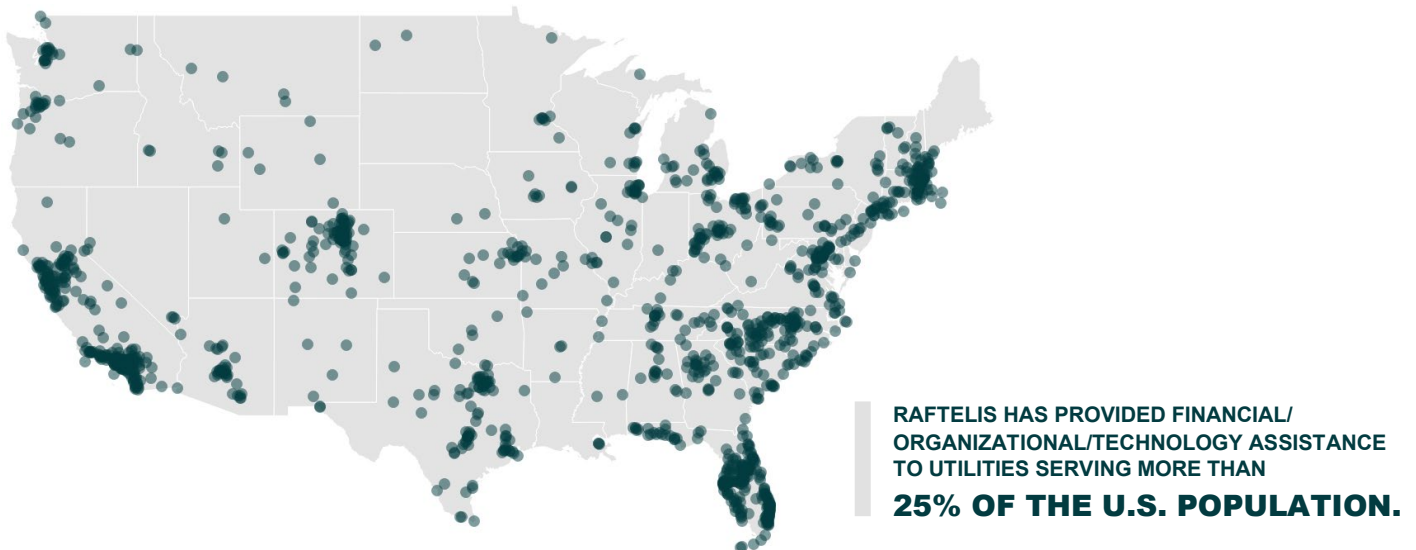 RAFTELIS HAS PROVIDED FINANCIAL/
ORGANIZATIONAL/TECHNOLOGY ASSISTANCE
TO UTILITIES SERVING MORE THAN
25% OF THE U.S. POPULATION.